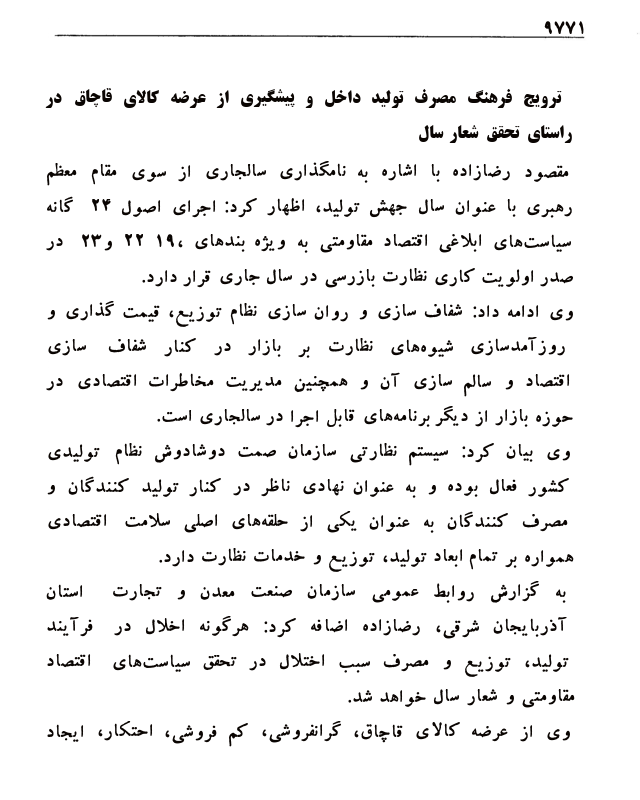 ۹۷۷۱
ترویج فرهنگ مصرف تولید داخل و پیشگیری از عرضه کالای قاچاق در
راستای تحقق شعار سال
مقصود رضازاده با اشاره به نامگذاری سالجاری از سوی مقام معظم
رهبری با عنوان سال جهش تولید، اظهار کرد: اجرای اصول ۲۴ گانه
سیاست‌های ابلاغی اقتصاد مقاومتی به ویژه بندهای ،۱۹ ۲۲ و۲۳ در
صدر اولویت کاری نظارت بازرسی در سال جاری قرار دارد.
وی ادامه داد: شفاف سازی و روان سازی نظام توزیع، قیمت گذاری و
روزآمدسازی شیوه‌های نظارت بر بازار در کنار شفاف سازی
اقتصاد و سالم سازی آن و همچنین مدیریت مخاطرات اقتصادی در
حوزه بازار از دیگر برنامه‌های قابل اجرا در سالجاری است.
وی بیان کرد: سیستم نظارتی سازمان صمت دوشادوش نظام تولیدی
کشور فعال بوده و به عنوان نهادی ناظر در کنار تولید کنندگان و
مصرف کنندگان به عنوان یکی از حلقه‌های اصلی سلامت اقتصادی
همواره بر تمام ابعاد تولید، توزیع و خدمات نظارت دارد.
به گزارش روابط عمومی سازمان صنعت معدن و تجارت استان
آذربایجان شرقی، رضازاده اضافه کرد: هرگونه اخلال در فرآیند
تولید، توزیع و مصرف سبب اختلال در تحقق سیاست‌های اقتصاد
مقاومتی و شعار سال خواهد شد.
وی از عرضه کالای قاچاق، گرانفروشی، کم فروشی، احتکار، ایجاد